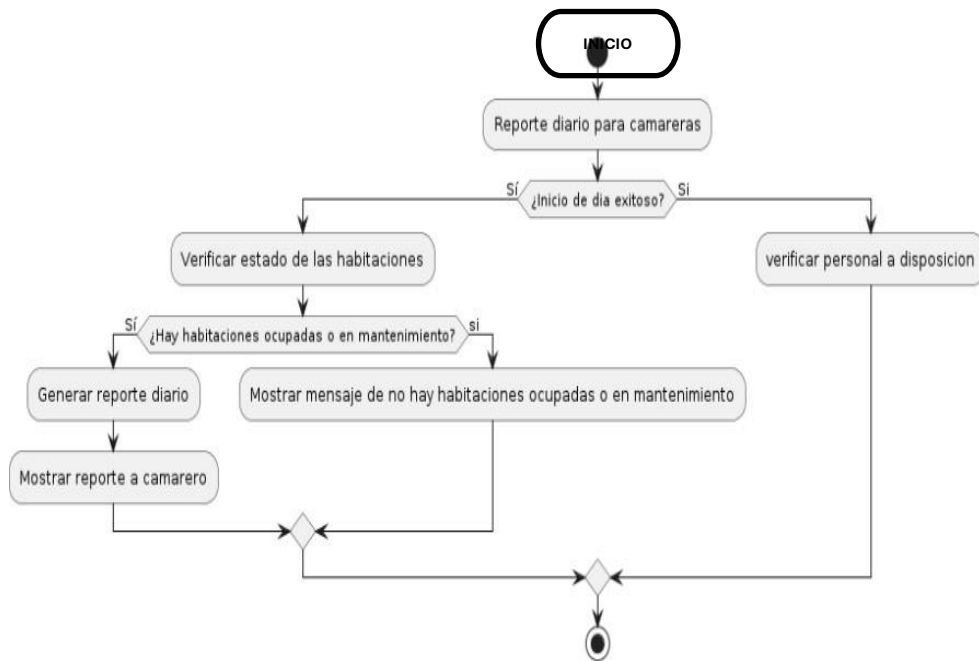 INICIO
Reporte diario para camareras
Sí
¿Inicio de dia exitoso?
Si
Verificar estado de las habitaciones
verificar personal a disposicion
Sí
¿Hay habitaciones ocupadas o en mantenimiento?
si
Generar reporte diario
Mostrar mensaje de no hay habitaciones ocupadas o en mantenimiento
Mostrar reporte a camarero